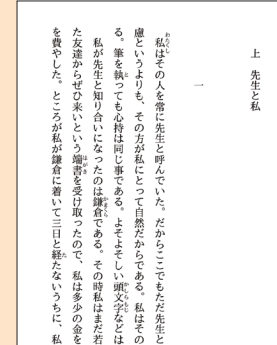 上　先生と私
一
私はその人を常に先生と呼んでいた。だからここでもただ先生と
慮というよりも、その方が私にとって自然だからである。私はその
る。筆を執っても心持は同じ事である。よそよそしい頭文字などは
私が先生と知り合いになったのは鎌倉である。その時私はまだ若
た友達からぜひ来いという端書を受け取ったので、私は多少の金を
を費やした。ところが私が鎌倉に着いて三日と経たないうちに、私